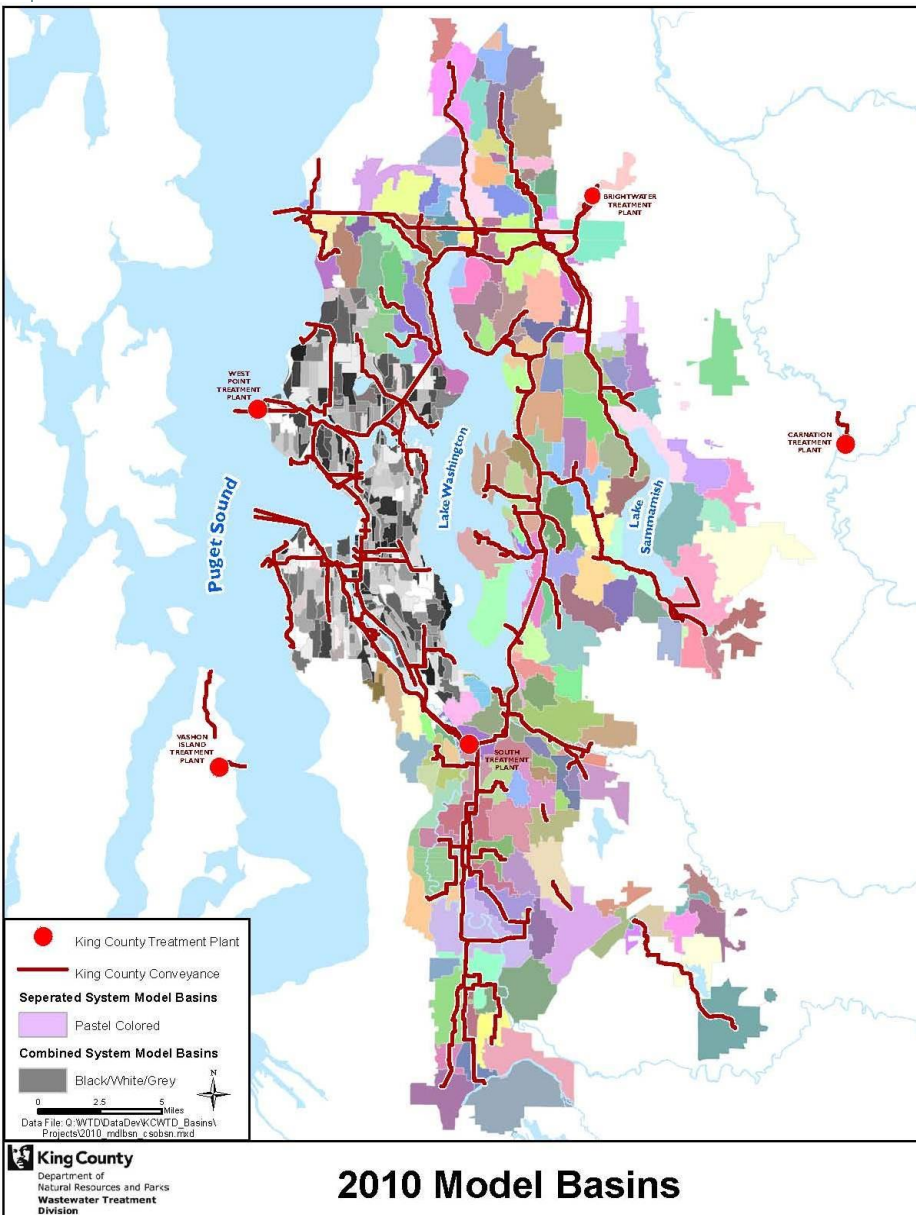 BRIGHTWATER
TREATMENT
PLANT
WEST
POINT
TREATMENT
PLANT
CARNATION
TREATMENT
PLANT
Puget Sound
Lake Washington
Lake
Sammamish
VASHON
ISLAND
TREATMENT
PLANT
SOUTH
TREATMENT
PLANT
King County Treatment Plant
King County Conveyance
Seperated System Model Basins
Pastel Colored
Combined System Model Basins
Black/White/Grey
N
0 2.5 5
Miles
Data File: Q:\WTD\DataDev\KCWTD_Basins\
Projects\2010_mdlbsn_csobsn.mxd
King County
Department of
Natural Resources and Parks
Wastewater Treatment
Division
2010 Model Basins